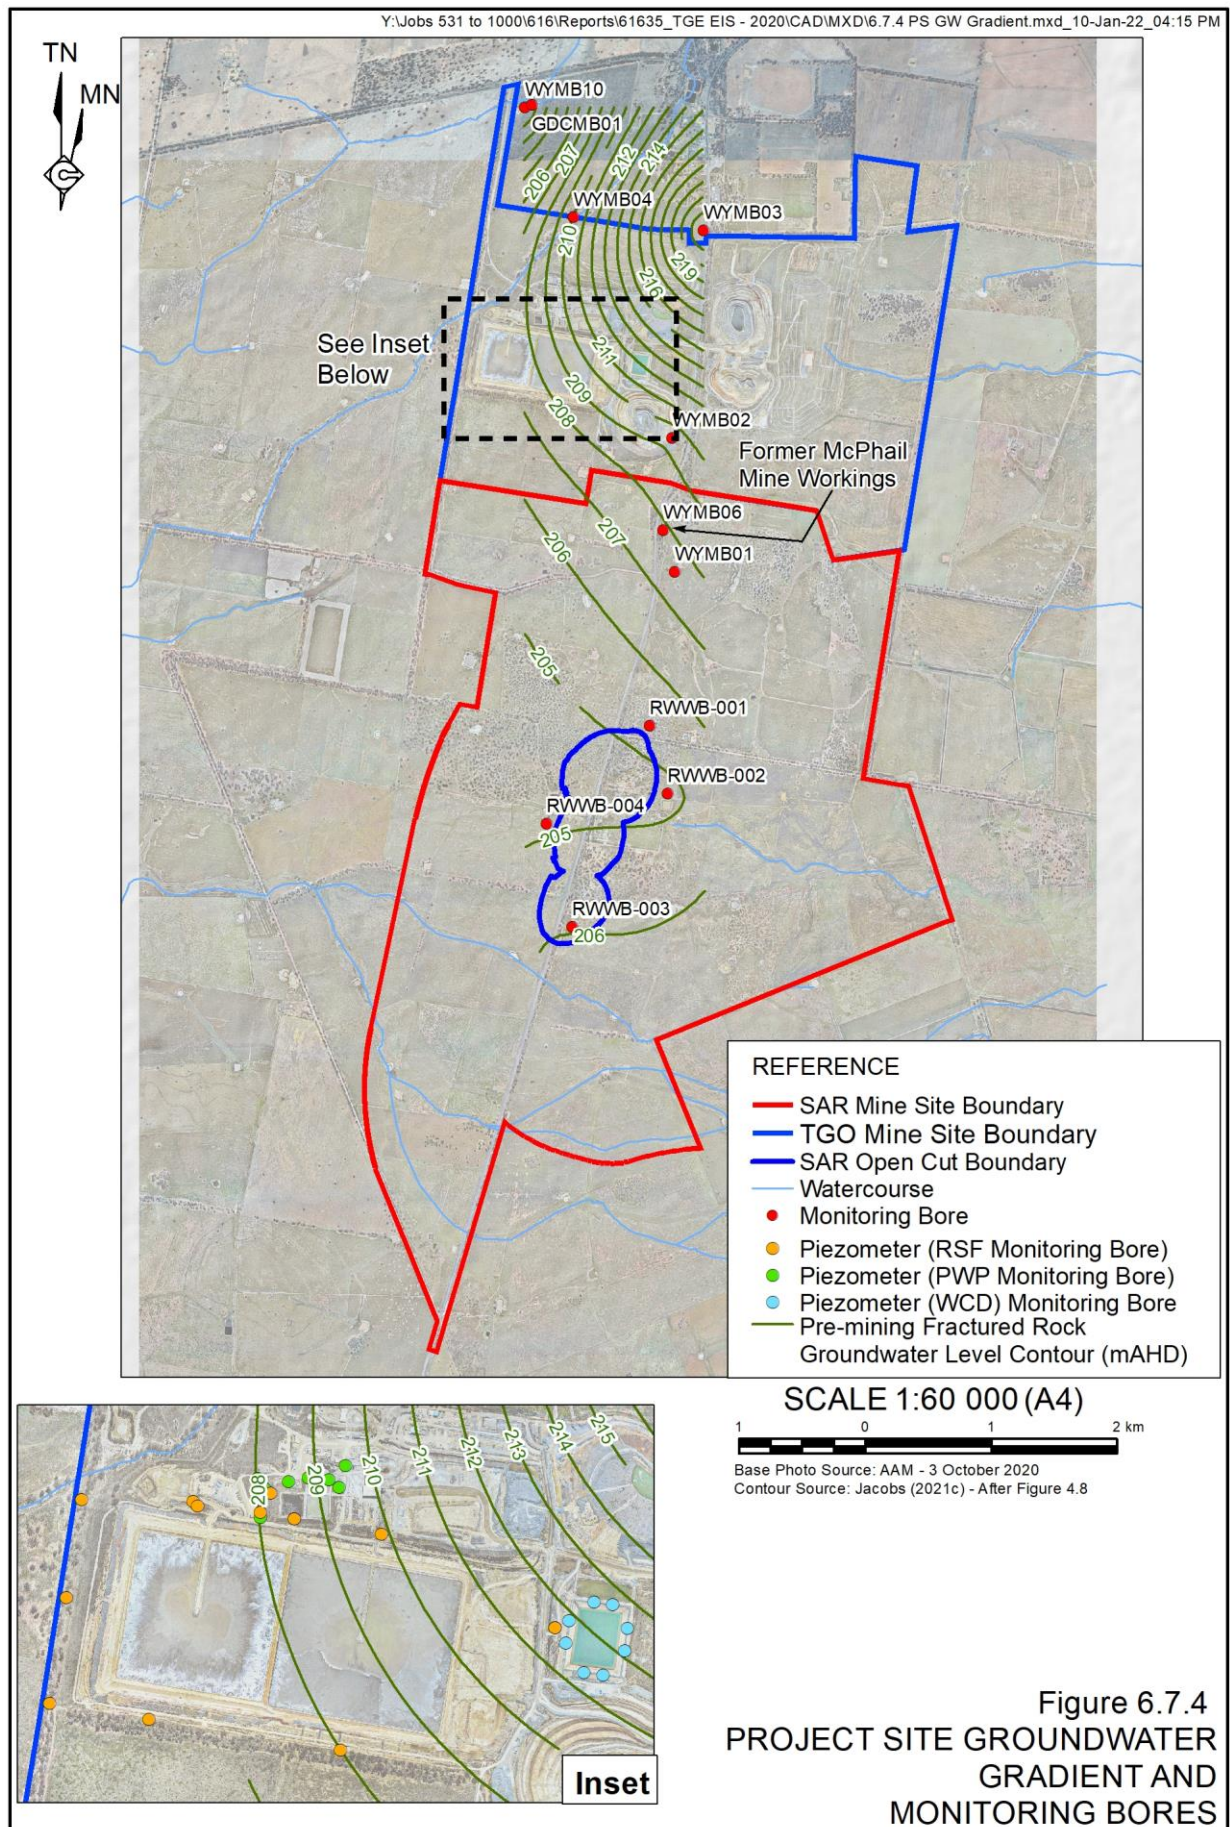 Y:\Jobs 531 to 1000\616\Reports\61635_TGE EIS - 2020\CAD\MXD\6.7.4 PS GW Gradient.mxd_10-Jan-22_04:15 PM
TN
MN
WYMB10
GDCMB01
206
207
212
214
WYMB04
WYMB03
210
219
216
See Inset
Below
211
209
208
WYMB02
Former McPhail
Mine Workings
WYMB06
207
206
WYMB01
205
RWWB-001
RWWB-002
RWWB-004
205
RWWB-003
206
REFERENCE
SAR Mine Site Boundary
TGO Mine Site Boundary
SAR Open Cut Boundary
Watercourse
Monitoring Bore
Piezometer (RSF Monitoring Bore)
Piezometer (PWP Monitoring Bore)
Piezometer (WCD) Monitoring Bore
Pre-mining Fractured Rock
Groundwater Level Contour (mAHD)
SCALE 1:60 000 (A4)
1 0 1 2 km
Base Photo Source: AAM - 3 October 2020
Contour Source: Jacobs (2021c) - After Figure 4.8
208
209
210
211
212
213
214
215
Inset
Figure 6.7.4
PROJECT SITE GROUNDWATER
GRADIENT AND
MONITORING BORES